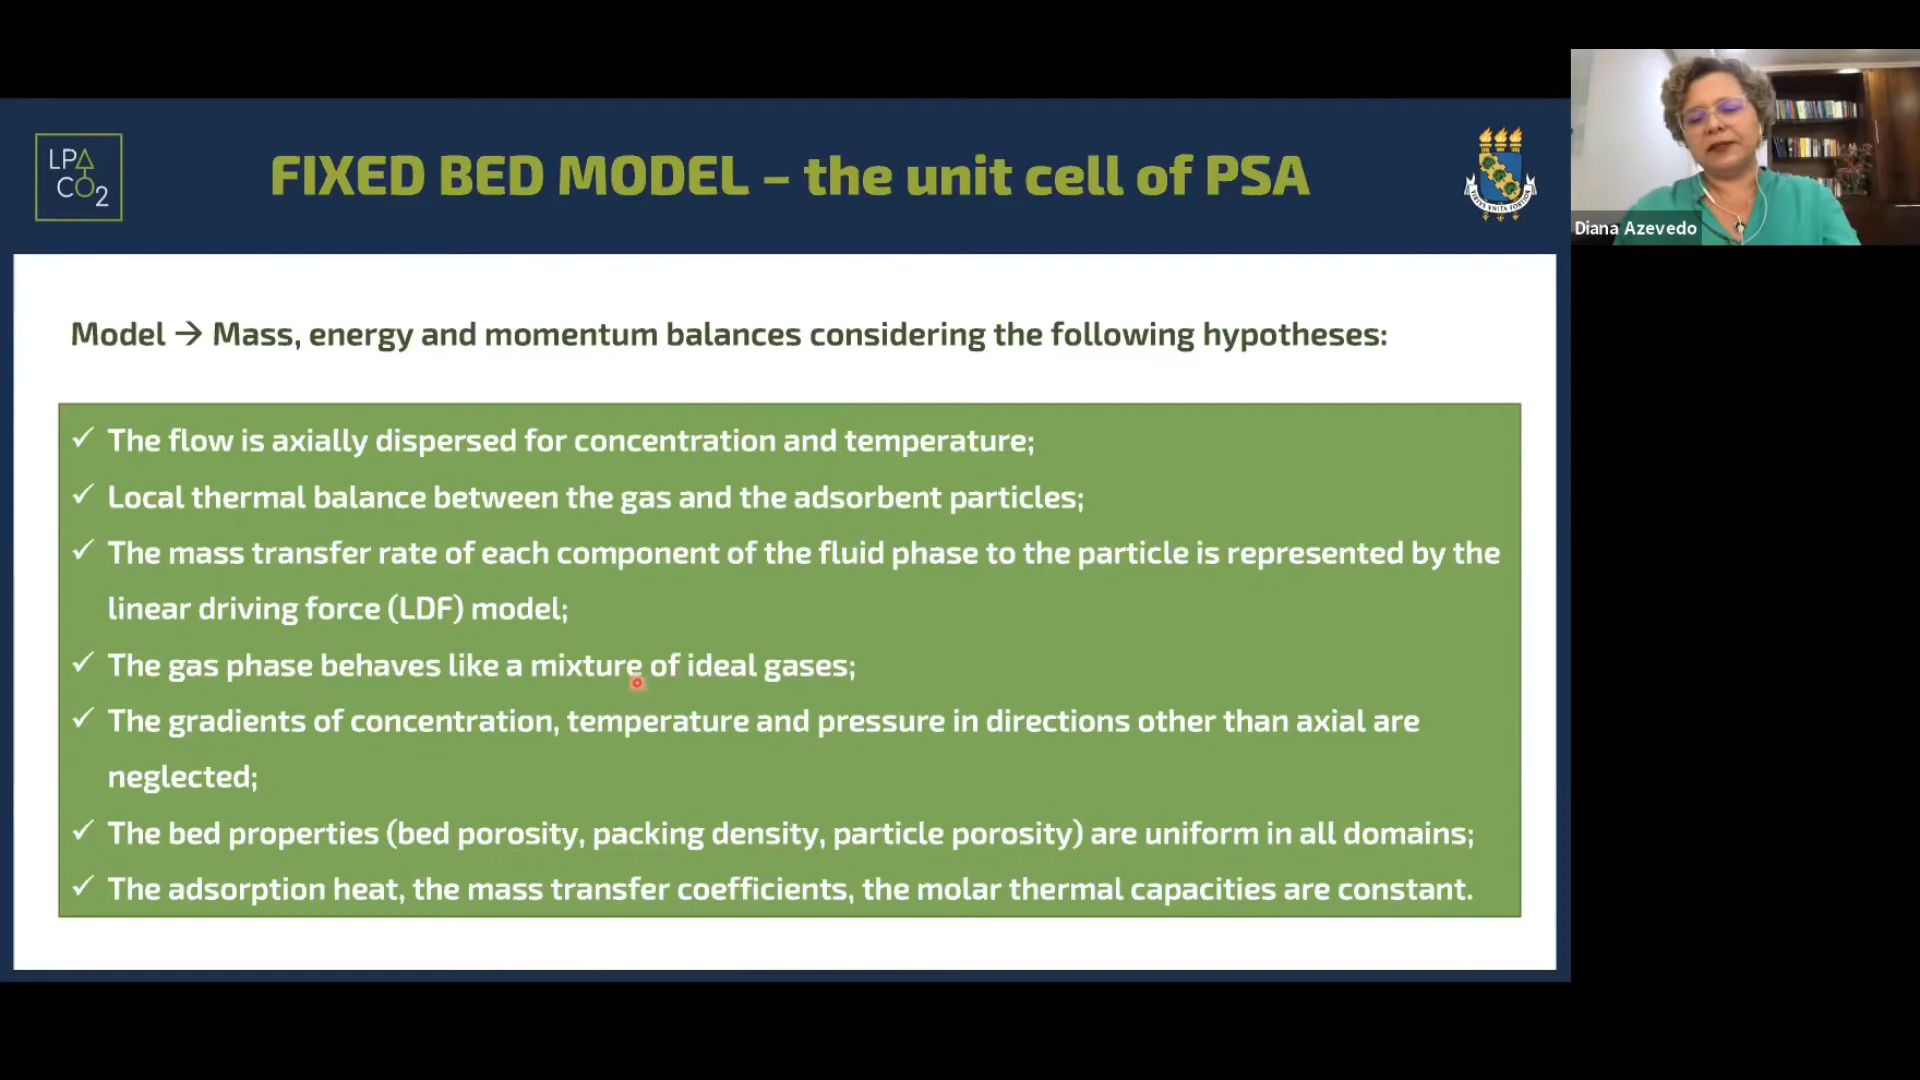 LPA
CO2
FIXED BED MODEL – the unit cell of PSA
Diana Azevedo
Model → Mass, energy and momentum balances considering the following hypotheses:
✓ The flow is axially dispersed for concentration and temperature;
✓ Local thermal balance between the gas and the adsorbent particles;
✓ The mass transfer rate of each component of the fluid phase to the particle is represented by the
linear driving force (LDF) model;
✓ The gas phase behaves like a mixture of ideal gases;
✓ The gradients of concentration, temperature and pressure in directions other than axial are
neglected;
✓ The bed properties (bed porosity, packing density, particle porosity) are uniform in all domains;
✓ The adsorption heat, the mass transfer coefficients, the molar thermal capacities are constant.